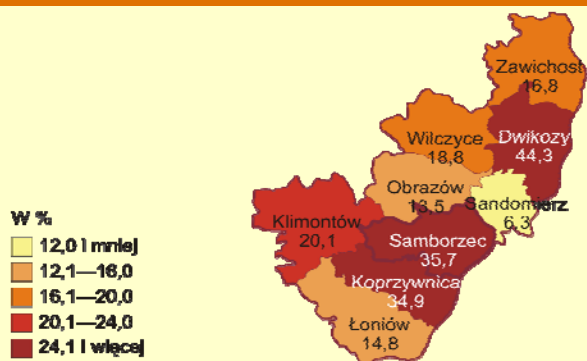 Zawichost
16,8
Wilczyce
18,8
Dwikozy
44,3
Obrazów
13,5
Sandomierz
6,3
Klimontów
20,1
Samborzec
35,7
Koprzywnica
34,9
Łoniów
14,8
W %
12,0 i mniej
12,1—16,0
16,1—20,0
20,1—24,0
24,1 i więcej